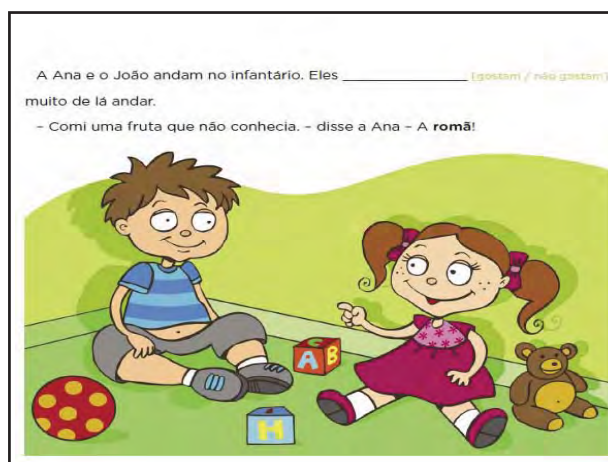 A Ana e o João andam no infantário. Eles _______________ (gostam / não gostam)
muito de lá andar.
– Comi uma fruta que não conhecia. – disse a Ana – A romã!
C
A B
H